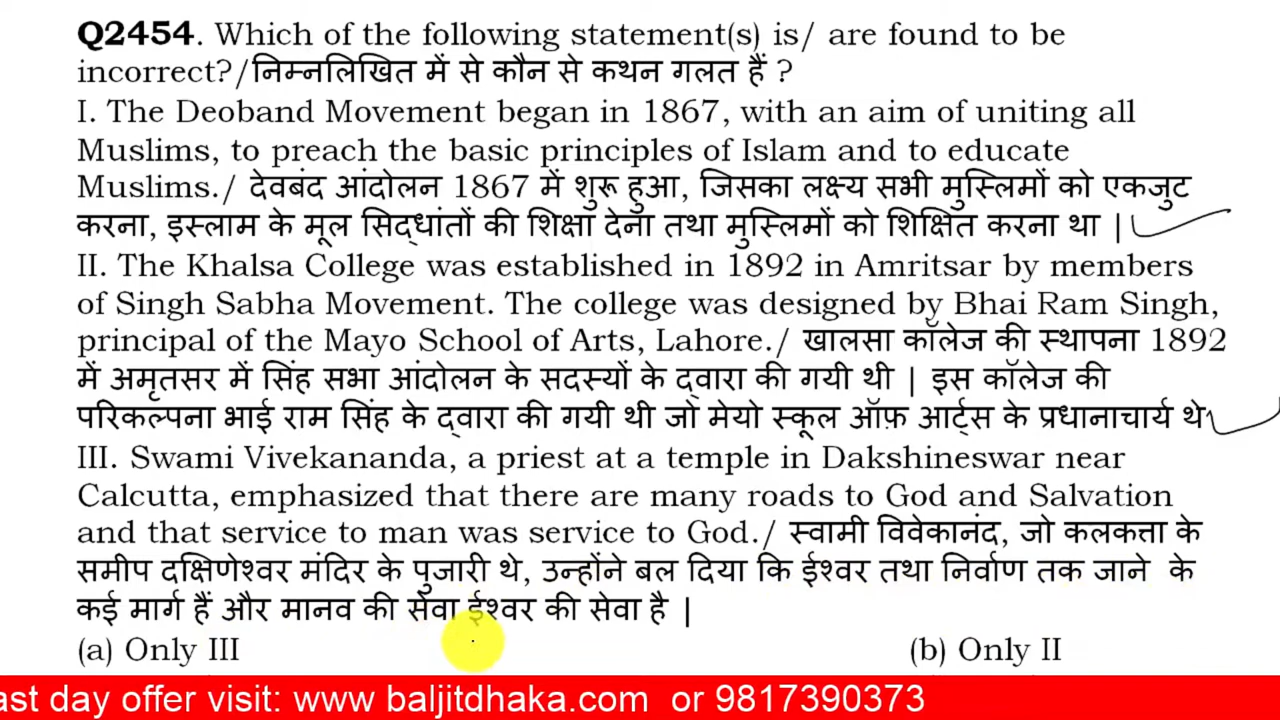 Q2454. Which of the following statement(s) is/ are found to be
incorrect?/निम्नलिखित में से कौन से कथन गलत हैं ?
I. The Deoband Movement began in 1867, with an aim of uniting all
Muslims, to preach the basic principles of Islam and to educate
Muslims./ देवबंद आंदोलन 1867 में शुरू हुआ, जिसका लक्ष्य सभी मुस्लिमों को एकजुट
करना, इस्लाम के मूल सिद्धांतों की शिक्षा देना तथा मुस्लिमों को शिक्षित करना था |
II. The Khalsa College was established in 1892 in Amritsar by members
of Singh Sabha Movement. The college was designed by Bhai Ram Singh,
principal of the Mayo School of Arts, Lahore./ खालसा कॉलेज की स्थापना 1892
में अमृतसर में सिंह सभा आंदोलन के सदस्यों के द्वारा की गयी थी | इस कॉलेज की
परिकल्पना भाई राम सिंह के द्वारा की गयी थी जो मेयो स्कूल ऑफ़ आर्ट्स के प्रधानाचार्य थे
III. Swami Vivekananda, a priest at a temple in Dakshineswar near
Calcutta, emphasized that there are many roads to God and Salvation
and that service to man was service to God./ स्वामी विवेकानंद, जो कलकत्ता के
समीप दक्षिणेश्वर मंदिर के पुजारी थे, उन्होंने बल दिया कि ईश्वर तथा निर्वाण तक जाने के
कई मार्ग हैं और मानव की सेवा ईश्वर की सेवा है |
(a) Only III (b) Only II
ast day offer visit: www baljitdhaka.com or 9817390373